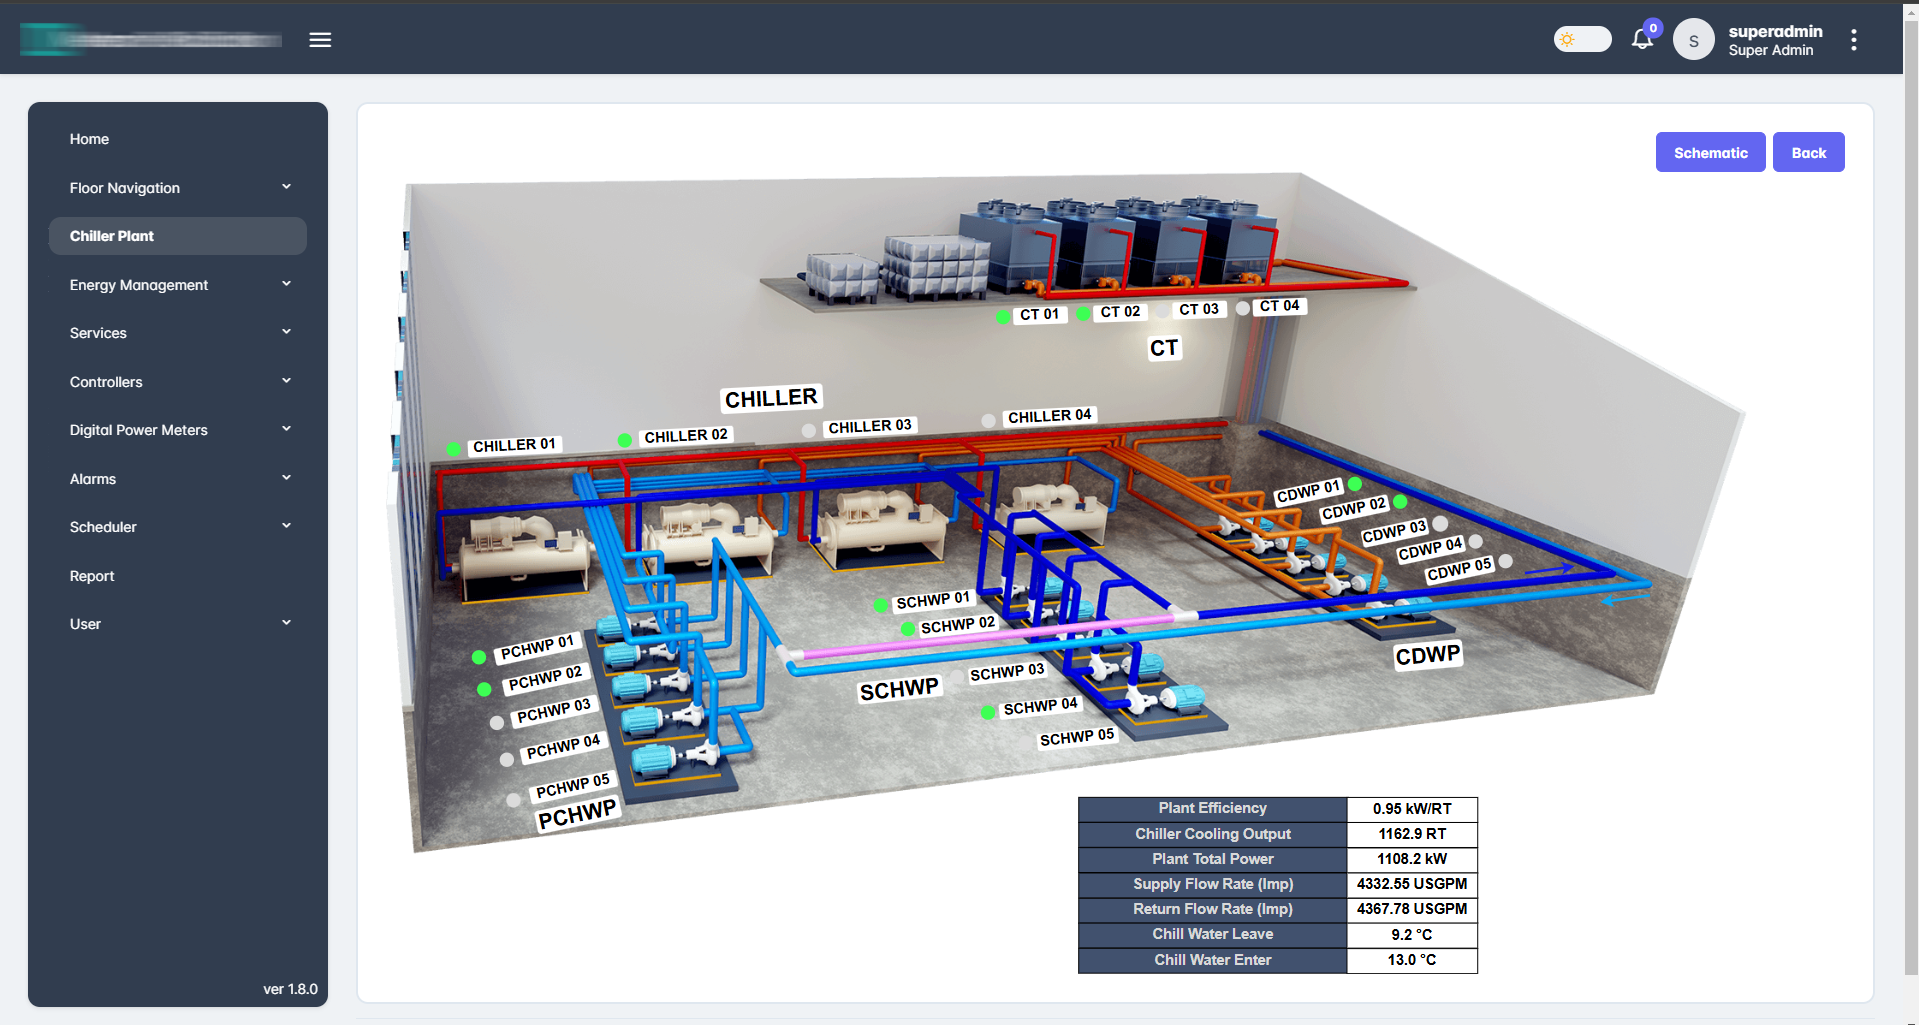 0
S
superadmin
Super Admin
Home
Floor Navigation
Chiller Plant
Energy Management
Services
Controllers
Digital Power Meters
Alarms
Scheduler
Report
User
ver 1.8.0
Schematic
Back
CT 01
CT 02
CT 03
CT 04
CT
CHILLER
CHILLER 01
CHILLER 02
CHILLER 03
CHILLER 04
CDWP 01
CDWP 02
CDWP 03
CDWP 04
CDWP 05
CDWP
SCHWP 01
SCHWP 02
SCHWP 03
SCHWP
SCHWP 04
SCHWP 05
PCHWP 01
PCHWP 02
PCHWP 03
PCHWP 04
PCHWP 05
PCHWP
Plant Efficiency 0.95 kW/RT
Chiller Cooling Output 1162.9 RT
Plant Total Power 1108.2 kW
Supply Flow Rate (Imp) 4332.55 USGPM
Return Flow Rate (Imp) 4367.78 USGPM
Chill Water Leave 9.2 °C
Chill Water Enter 13.0 °C